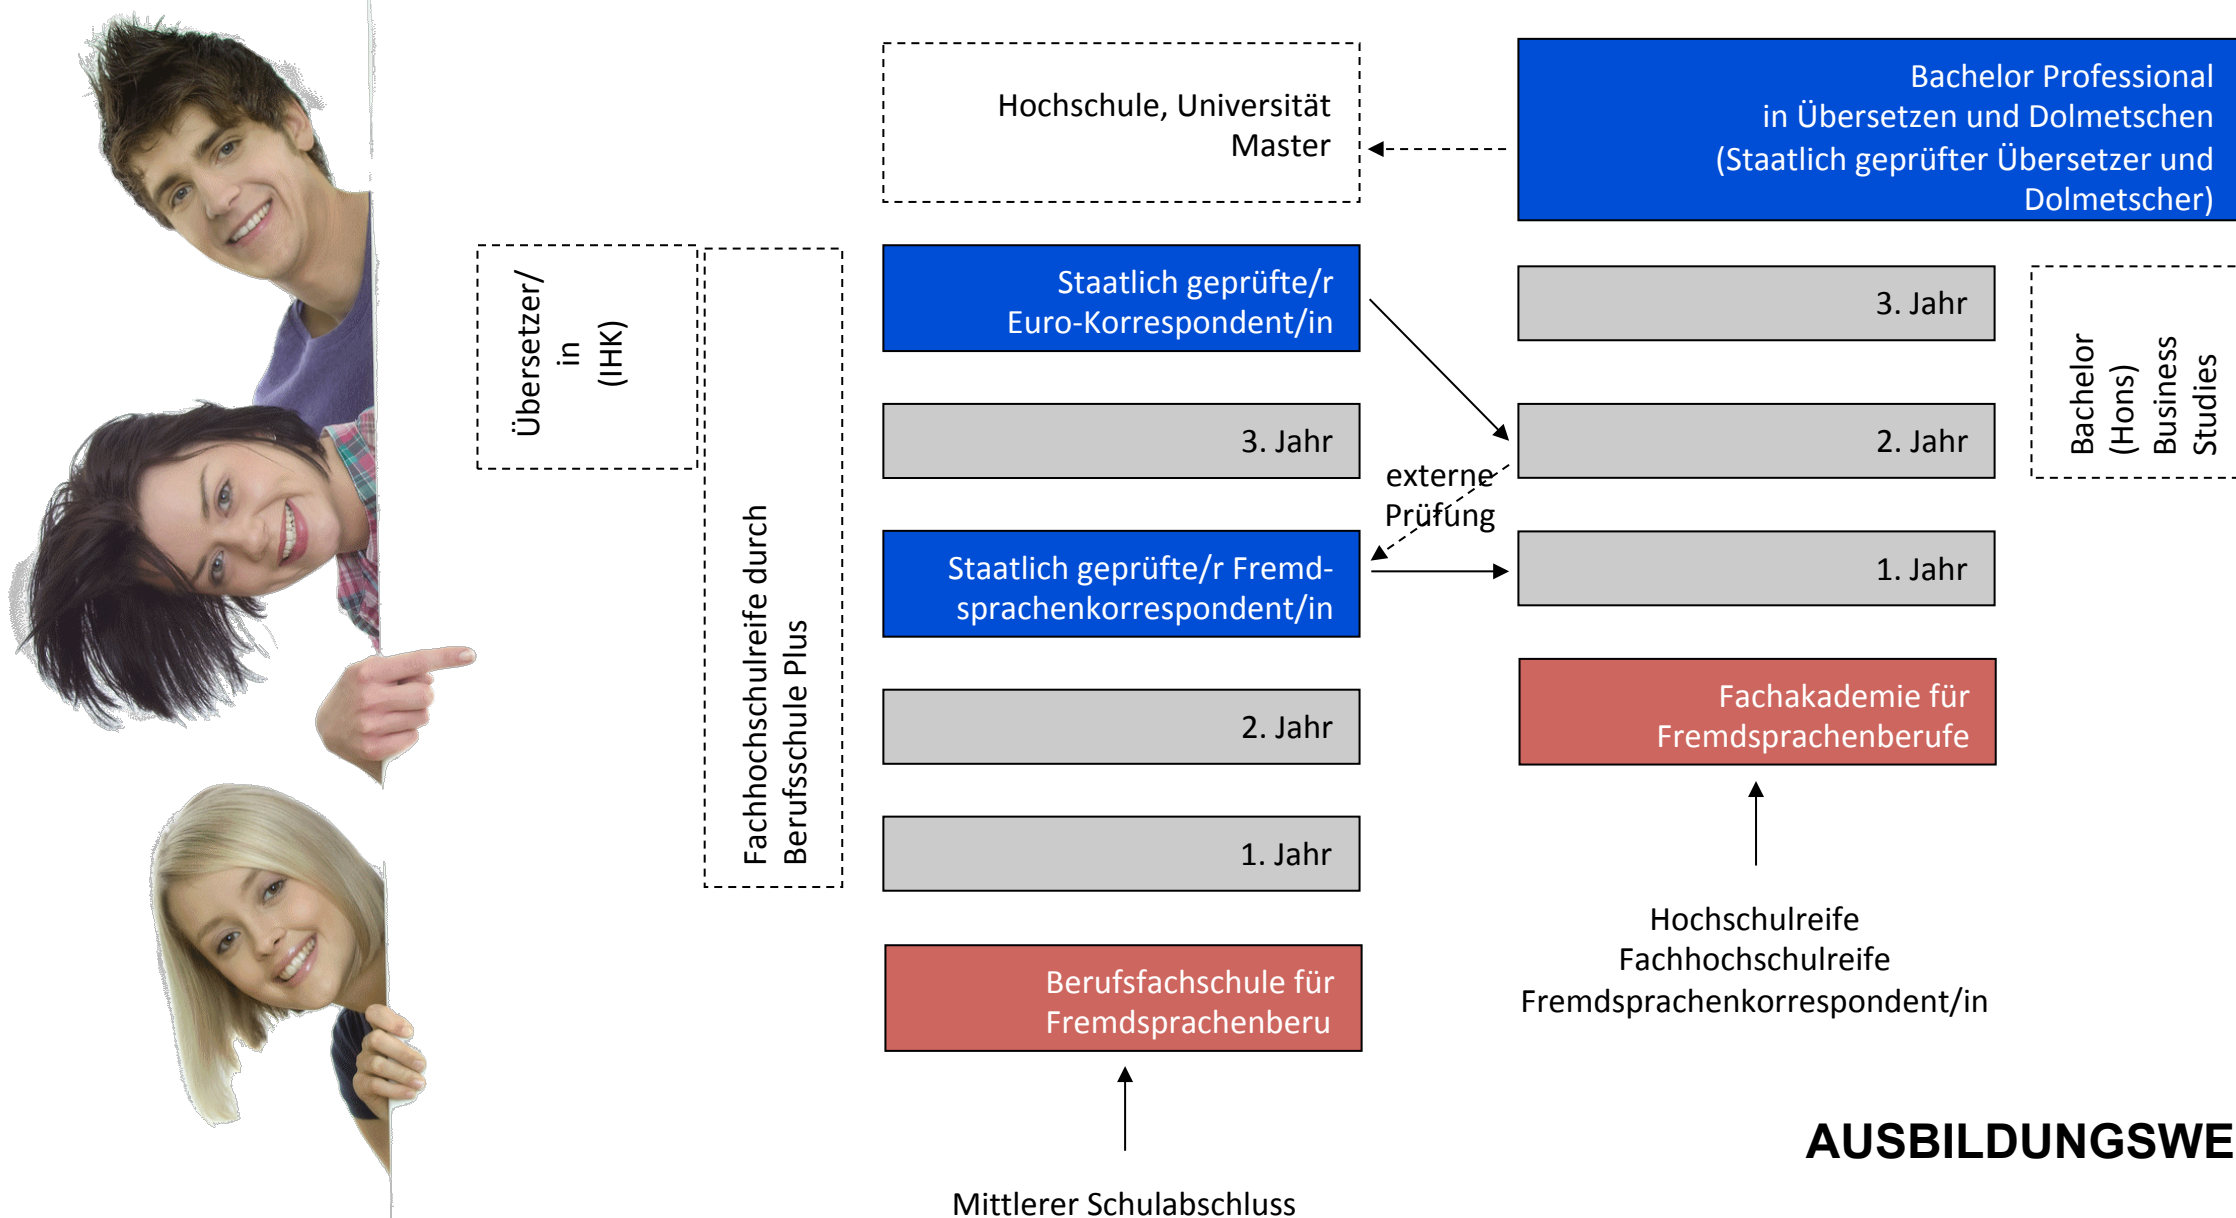 Hochschule, Universität
Master
Bachelor Professional
in Übersetzen und Dolmetschen
(Staatlich geprüfter Übersetzer und
Dolmetscher)
Übersetzer/
in
(IHK)
Fachhochschulreife durch
Berufsschule Plus
Staatlich geprüfte/r
Euro-Korrespondent/in
3. Jahr
Bachelor
(Hons)
Business
Studies
3. Jahr
2. Jahr
externe
Prüfung
Staatlich geprüfte/r Fremd-
sprachenkorrespondent/in
1. Jahr
2. Jahr
Fachakademie für
Fremdsprachenberufe
1. Jahr
Hochschulreife
Fachhochschulreife
Fremdsprachenkorrespondent/in
Berufsfachschule für
Fremdsprachenberu
AUSBILDUNGSWE
Mittlerer Schulabschluss